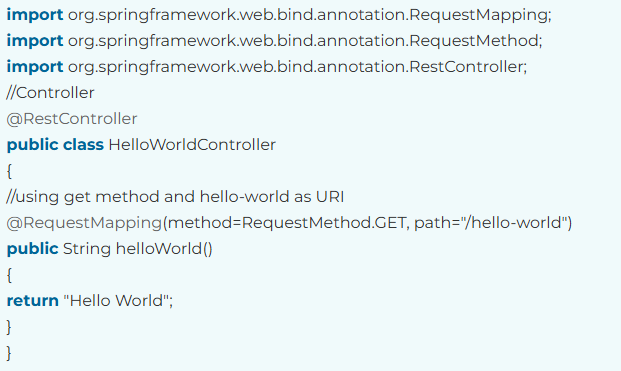 import org.springframework.web.bind.annotation.RequestMapping;
import org.springframework.web.bind.annotation.RequestMethod;
import org.springframework.web.bind.annotation.RestController;
//Controller
@RestController
public class HelloWorldController
{
//using get method and hello-world as URI
@RequestMapping(method=RequestMethod.GET, path="/hello-world")
public String helloWorld()
{
return "Hello World";
}
}